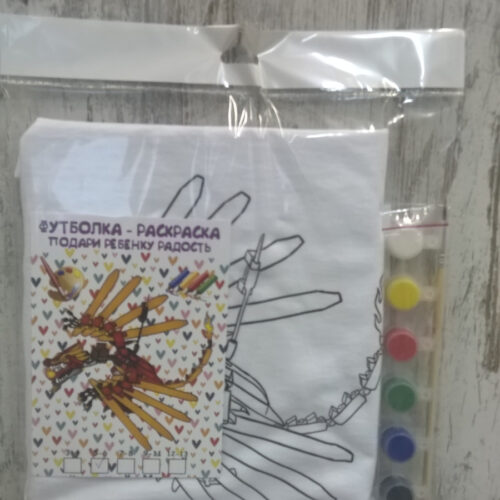 ФУТБОЛКА - РАСКРАСКА
ПОДАРИ РЕБЕНКУ РАДОСТЬ